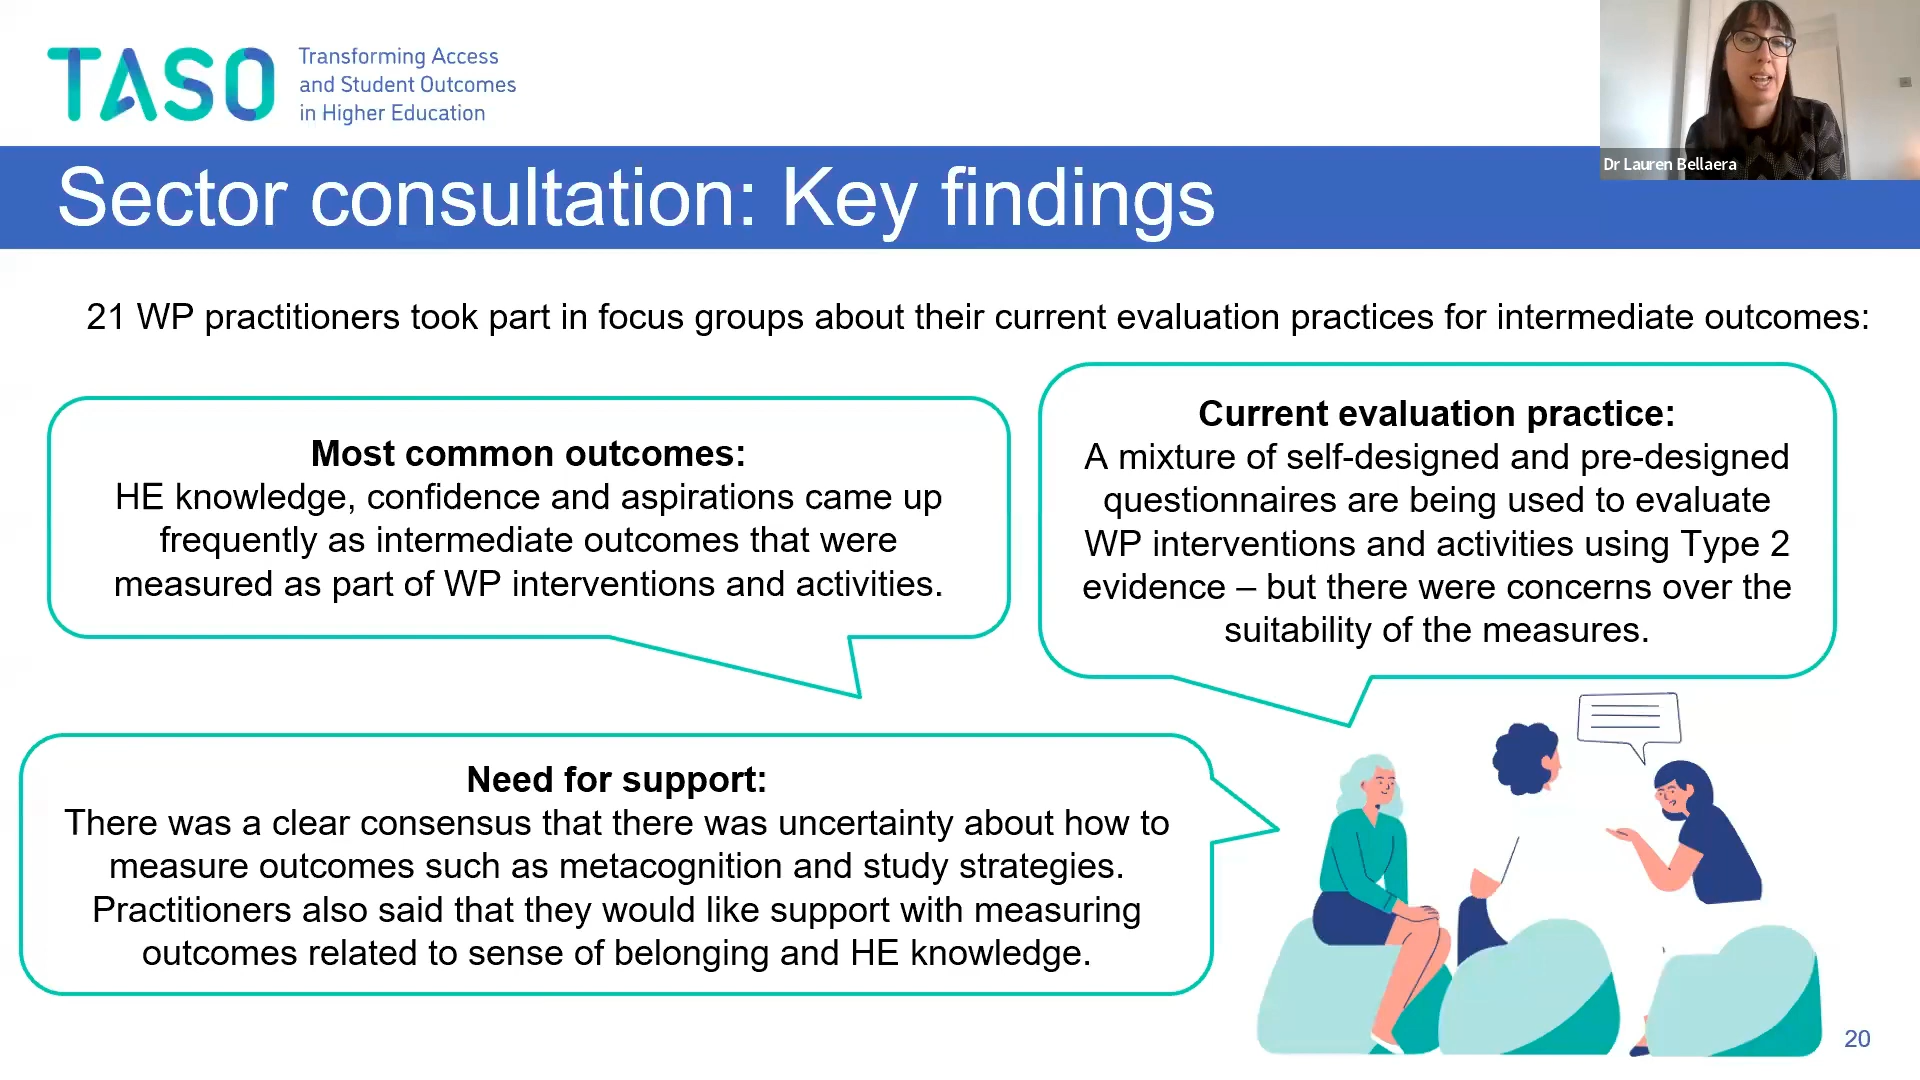 TASO
Transforming Access
and Student Outcomes
in Higher Education
Dr Lauren Bellaera
Sector consultation: Key findings
21 WP practitioners took part in focus groups about their current evaluation practices for intermediate outcomes:
Most common outcomes:
HE knowledge, confidence and aspirations came up
frequently as intermediate outcomes that were
measured as part of WP interventions and activities.
Current evaluation practice:
A mixture of self-designed and pre-designed
questionnaires are being used to evaluate
WP interventions and activities using Type 2
evidence – but there were concerns over the
suitability of the measures.
Need for support:
There was a clear consensus that there was uncertainty about how to
measure outcomes such as metacognition and study strategies.
Practitioners also said that they would like support with measuring
outcomes related to sense of belonging and HE knowledge.
20